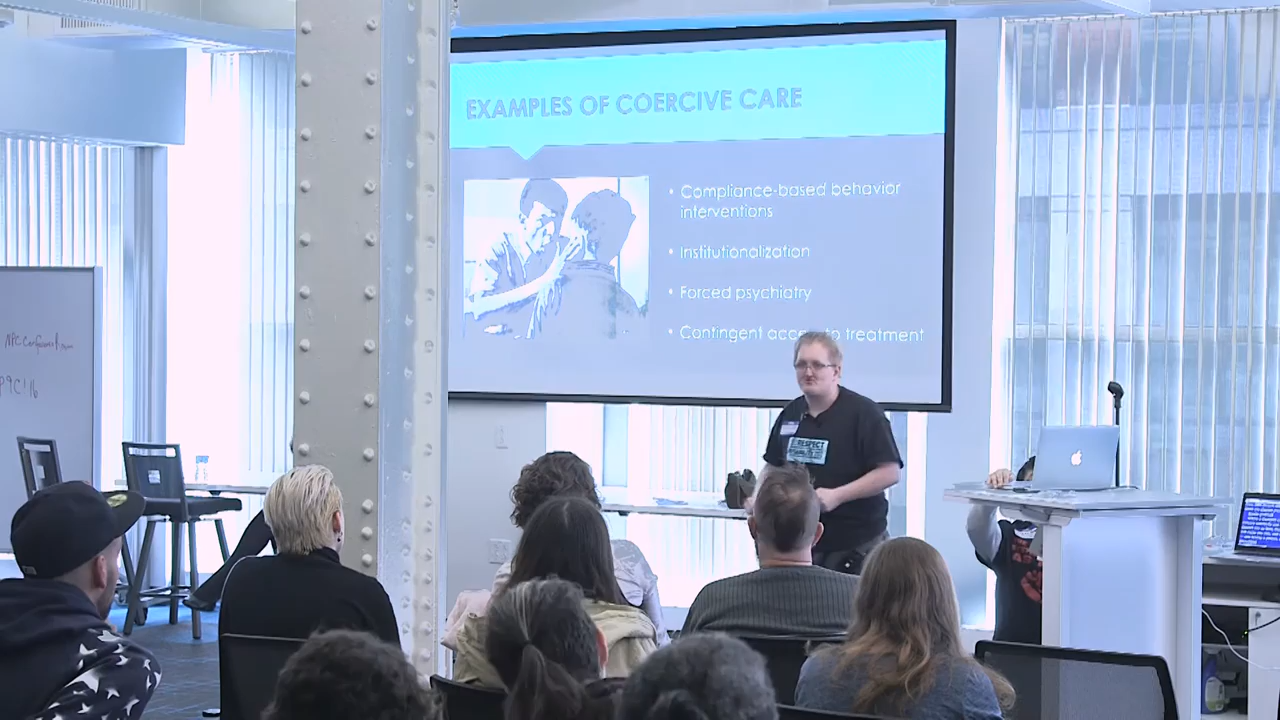 EXAMPLES OF COERCIVE CARE
• Compliance-based behavior
interventions
• Institutionalization
• Forced psychiatry
• Contingent access to treatment
RESPECT